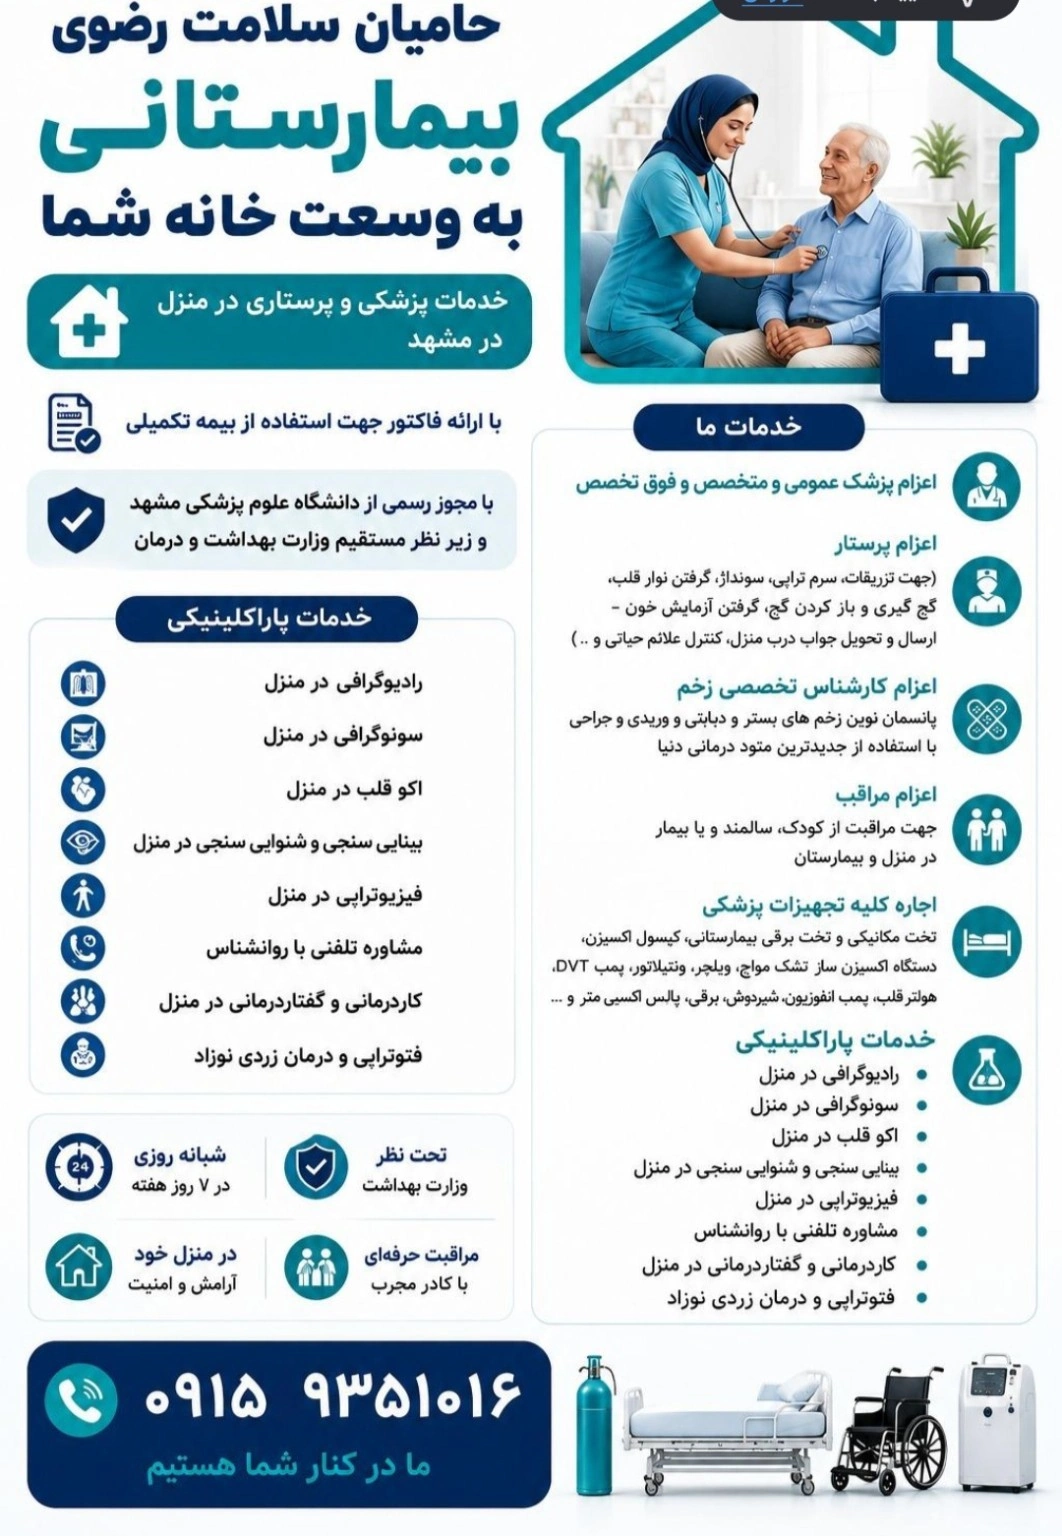 حامیان سلامت رضوی
بیمارستانی
به وسعت خانه شما
خدمات پزشکی و پرستاری در منزل
در مشهد
با ارائه فاکتور جهت استفاده از بیمه تکمیلی
با مجوز رسمی از دانشگاه علوم پزشکی مشهد
و زیر نظر مستقیم وزارت بهداشت و درمان
خدمات ما
اعزام پزشک عمومی و متخصص و فوق تخصص
اعزام پرستار
(جهت تزریقات، سرم تراپی، سونداژ، گرفتن نوار قلب،
گچ گیری و باز کردن گچ، گرفتن آزمایش خون -
ارسال و تحویل جواب درب منزل، کنترل علائم حیاتی و .. )
اعزام کارشناس تخصصی زخم
پانسمان نوین زخم های بستر و دیابتی و وریدی و جراحی
با استفاده از جدیدترین متود درمانی دنیا
اعزام مراقب
جهت مراقبت از کودک، سالمند و یا بیمار
در منزل و بیمارستان
اجاره کلیه تجهیزات پزشکی
تخت مکانیکی و تخت برقی بیمارستانی، کپسول اکسیژن،
دستگاه اکسیژن ساز تشک مواج، ویلچر، ونتیلاتور، پمپ DVT،
هولتر قلب، پمپ انفوزیون، شیردوش، برقی، پالس اکسی متر و ...
خدمات پاراکلینیکی
رادیوگرافی در منزل
سونوگرافی در منزل
اکو قلب در منزل
بینایی سنجی و شنوایی سنجی در منزل
فیزیوتراپی در منزل
مشاوره تلفنی با روانشناس
کاردرمانی و گفتاردرمانی در منزل
فتوتراپی و درمان زردی نوزاد
خدمات پاراکلینیکی
رادیوگرافی در منزل
سونوگرافی در منزل
اکو قلب در منزل
بینایی سنجی و شنوایی سنجی در منزل
فیزیوتراپی در منزل
مشاوره تلفنی با روانشناس
کاردرمانی و گفتاردرمانی در منزل
فتوتراپی و درمان زردی نوزاد
تحت نظر
وزارت بهداشت
شبانه روزی
در ۷ روز هفته
24
مراقبت حرفه‌ای
با کادر مجرب
در منزل خود
آرامش و امنیت
۰۹۱۵ ۹۳۵۱۰۱۶
ما در کنار شما هستیم